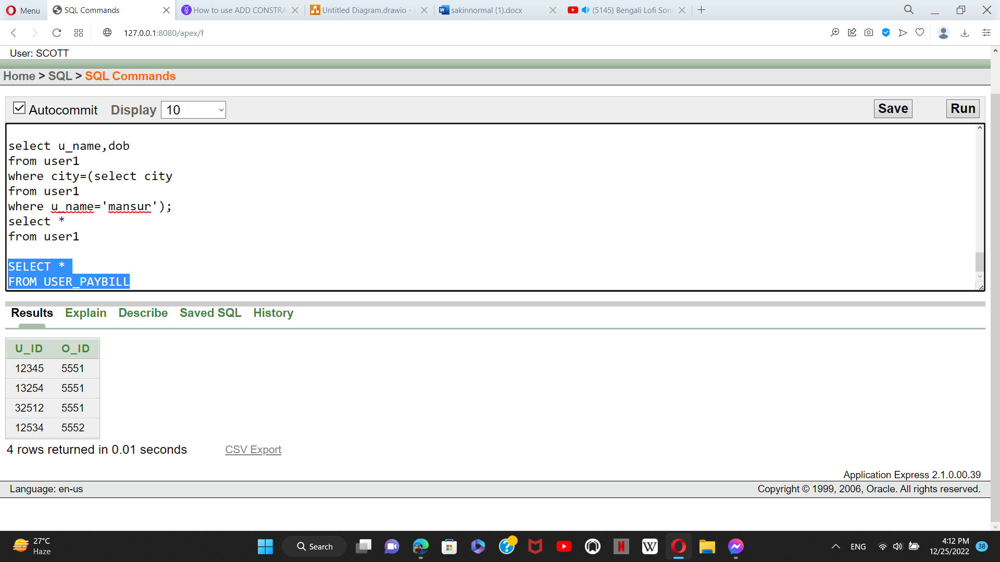 Menu
SQL Commands
How to use ADD CONSTRA
Untitled Diagram.drawio -
sakinnormal (1).docx
(5145) Bengali Lofi Son
127.0.0.1:8080/apex/f
User: SCOTT
Home > SQL > SQL Commands
Autocommit Display 10
Save
Run
select u_name,dob
from user1
where city=(select city
from user1
where u_name='mansur');
select *
from user1
SELECT *
FROM USER_PAYBILL
Results Explain Describe Saved SQL History
U_ID O_ID
12345 5551
13254 5551
32512 5551
12534 5552
4 rows returned in 0.01 seconds
CSV Export
Application Express 2.1.0.00.39
Language: en-us
Copyright © 1999, 2006, Oracle. All rights reserved.
27°C
Haze
Search
ENG
4:12 PM
12/25/2022
38